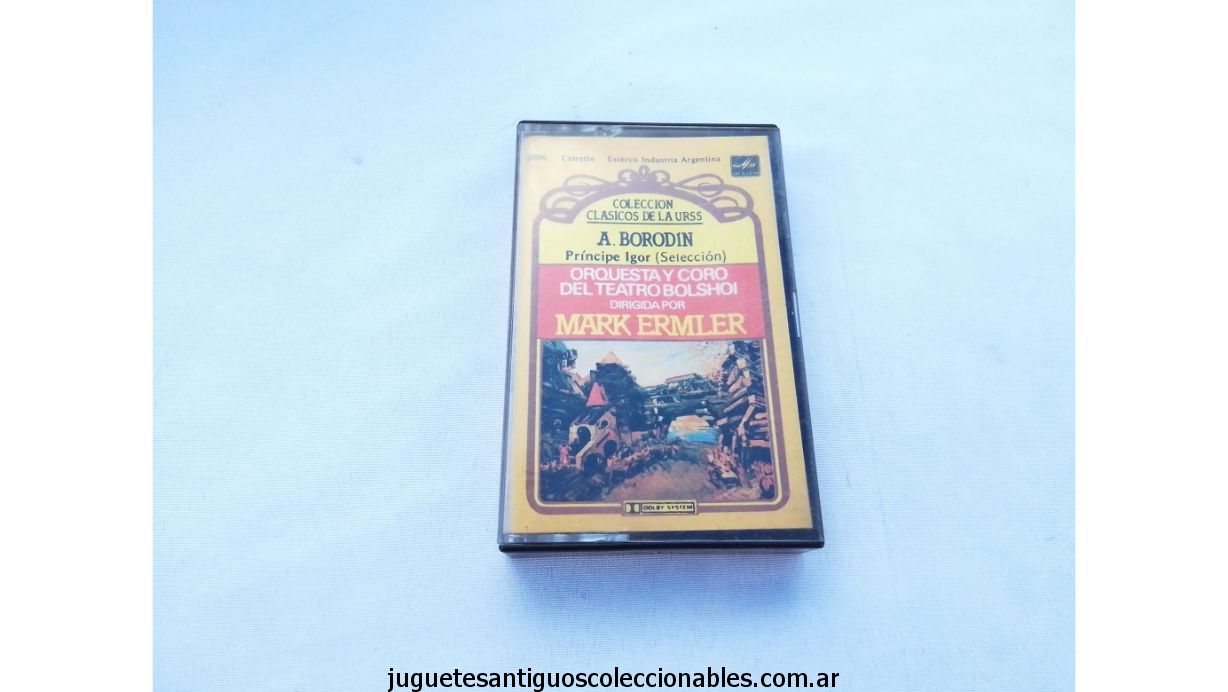 Cassette Estereo Industria Argentina
COLECCION
CLASICOS DE LA URSS
A. BORODIN
Príncipe Igor (Selección)
ORQUESTA Y CORO
DEL TEATRO BOLSHOI
DIRIGIDA POR
MARK ERMLER
DOLBY SYSTEM
juguetesantiguoscoleccionables.com.ar